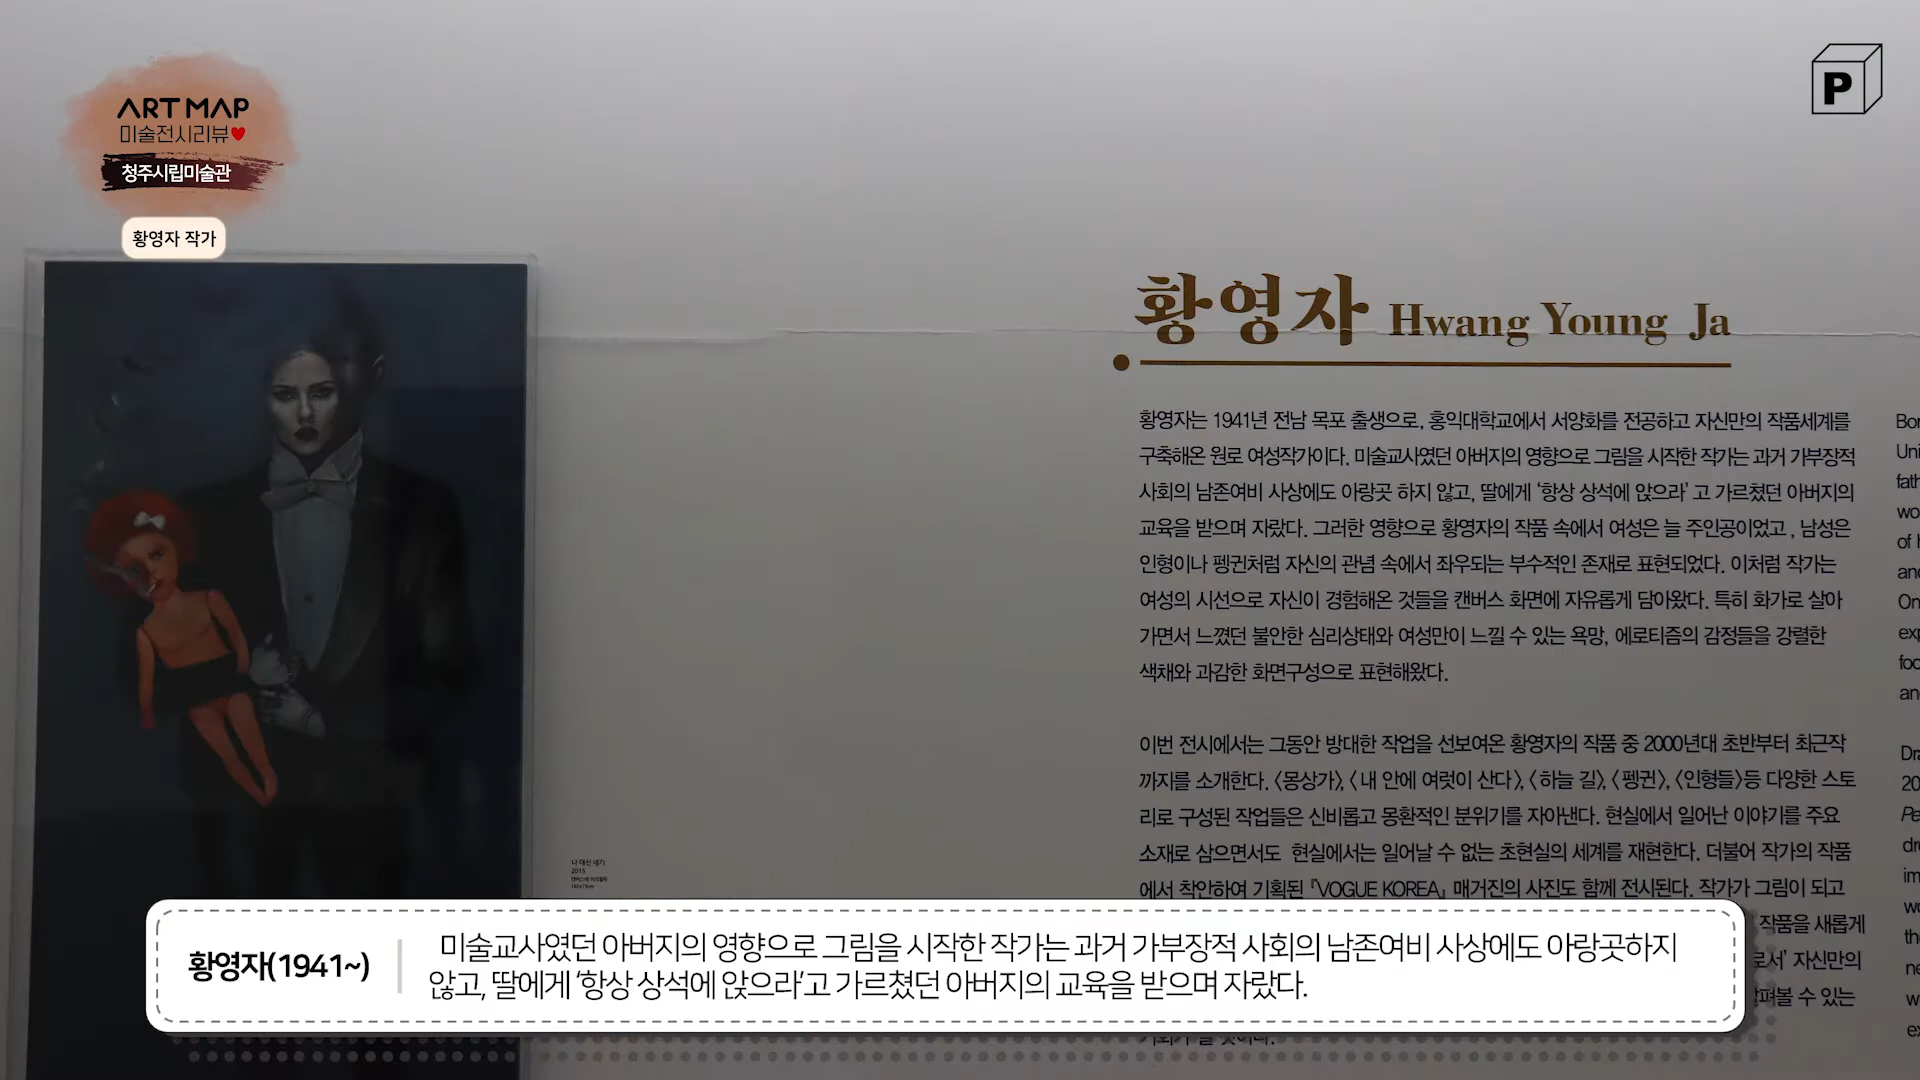 ART MAP
미술전시리뷰
청주시립미술관
황영자 작가
P
황영자 Hwang Young Ja
황영자는 1941년 전남 목포 출생으로, 홍익대학교에서 서양화를 전공하고 자신만의 작품세계를
구축해온 원로 여성작가이다. 미술교사였던 아버지의 영향으로 그림을 시작한 작가는 과거 가부장적
사회의 남존여비 사상에도 아랑곳 하지 않고, 딸에게 ‘항상 상석에 앉으라’ 고 가르쳤던 아버지의
교육을 받으며 자랐다. 그러한 영향으로 황영자의 작품 속에서 여성은 늘 주인공이었고 , 남성은
인형이나 펭귄처럼 자신의 관념 속에서 좌우되는 부수적인 존재로 표현되었다. 이처럼 작가는
여성의 시선으로 자신이 경험해온 것들을 캔버스 화면에 자유롭게 담아왔다. 특히 화가로 살아
가면서 느꼈던 불안한 심리상태와 여성만이 느낄 수 있는 욕망, 에로티즘의 감정들을 강렬한
색채와 과감한 화면구성으로 표현해왔다.
이번 전시에서는 그동안 방대한 작업을 선보여온 황영자의 작품 중 2000년대 초반부터 최근작
까지를 소개한다. 〈몽상가〉, 〈내 안에 여럿이 산다〉, 〈하늘 길〉, 〈펭귄〉, 〈인형들〉등 다양한 스토
리로 구성된 작업들은 신비롭고 몽환적인 분위기를 자아낸다. 현실에서 일어난 이야기를 주요
소재로 삼으면서도 현실에서는 일어날 수 없는 초현실의 세계를 재현한다. 더불어 작가의 작품
에서 착안하여 기획된 『VOGUE KOREA』 매거진의 사진도 함께 전시된다. 작가가 그림이 되고
작품을 새롭게
자신만의
수 있는
나 대신 네가
2015
황영자(1941~)
미술교사였던 아버지의 영향으로 그림을 시작한 작가는 과거 가부장적 사회의 남존여비 사상에도 아랑곳하지
않고, 딸에게 ‘항상 상석에 앉으라’고 가르쳤던 아버지의 교육을 받으며 자랐다.